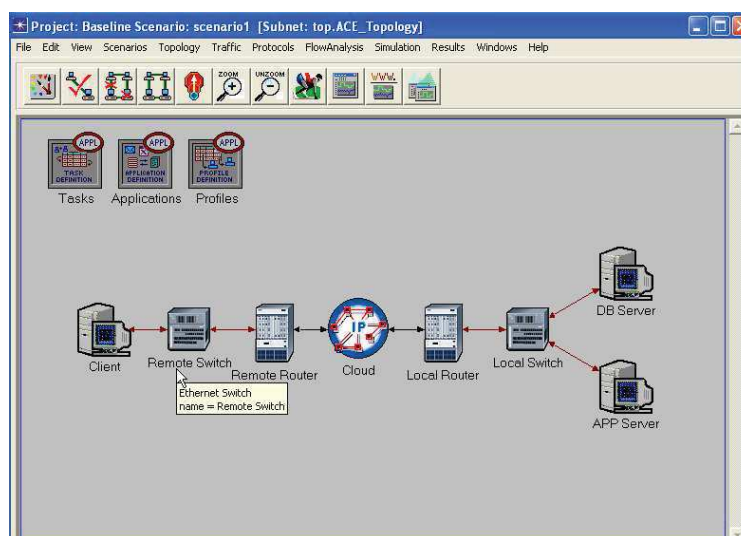 Project: Baseline Scenario: scenario1 [Subnet: top.ACE_Topology]
File Edit View Scenarios Topology Traffic Protocols FlowAnalysis Simulation Results Windows Help
ZOOM UNZOOM
APPL APPL APPL
TASK DEFINITION APPLICATION DEFINITION PROFILE DEFINITION
Tasks Applications Profiles
IP
DB Server
Client Remote Switch Remote Router Cloud Local Router Local Switch
Ethernet Switch
name = Remote Switch
APP Server